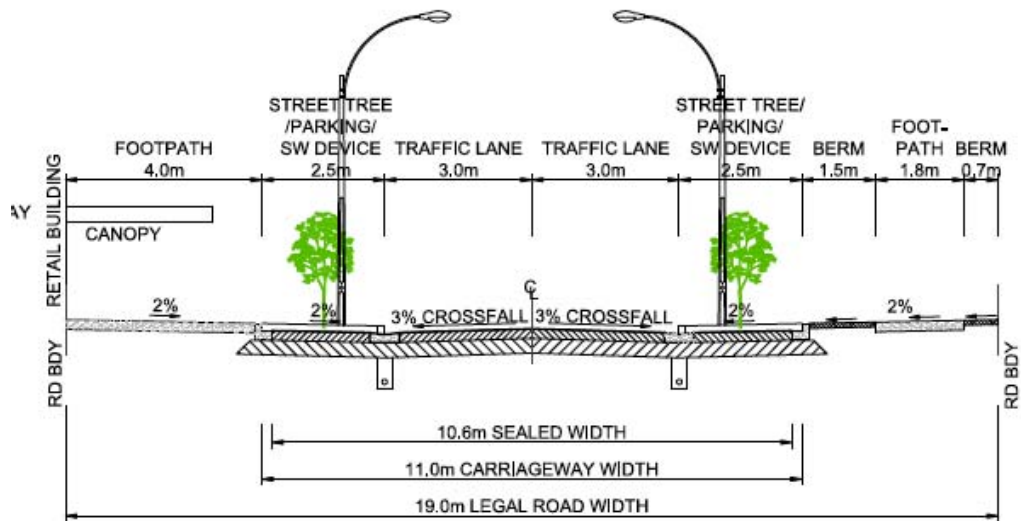 STREET TREE
/PARKING/
SW DEVICE
STREET TREE/
PARKING/
SW DEVICE
FOOTPATH
TRAFFIC LANE
TRAFFIC LANE
BERM
FOOT-
PATH
BERM
4.0m
2.5m
3.0m
3.0m
2.5m
1.5m
1.8m
0.7m
AY
RETAIL BUILDING
CANOPY
2%
2%
3% CROSSFALL
3% CROSSFALL
2%
2%
RD BDY
RD BDY
10.6m SEALED WIDTH
11.0m CARRIAGEWAY WIDTH
19.0m LEGAL ROAD WIDTH